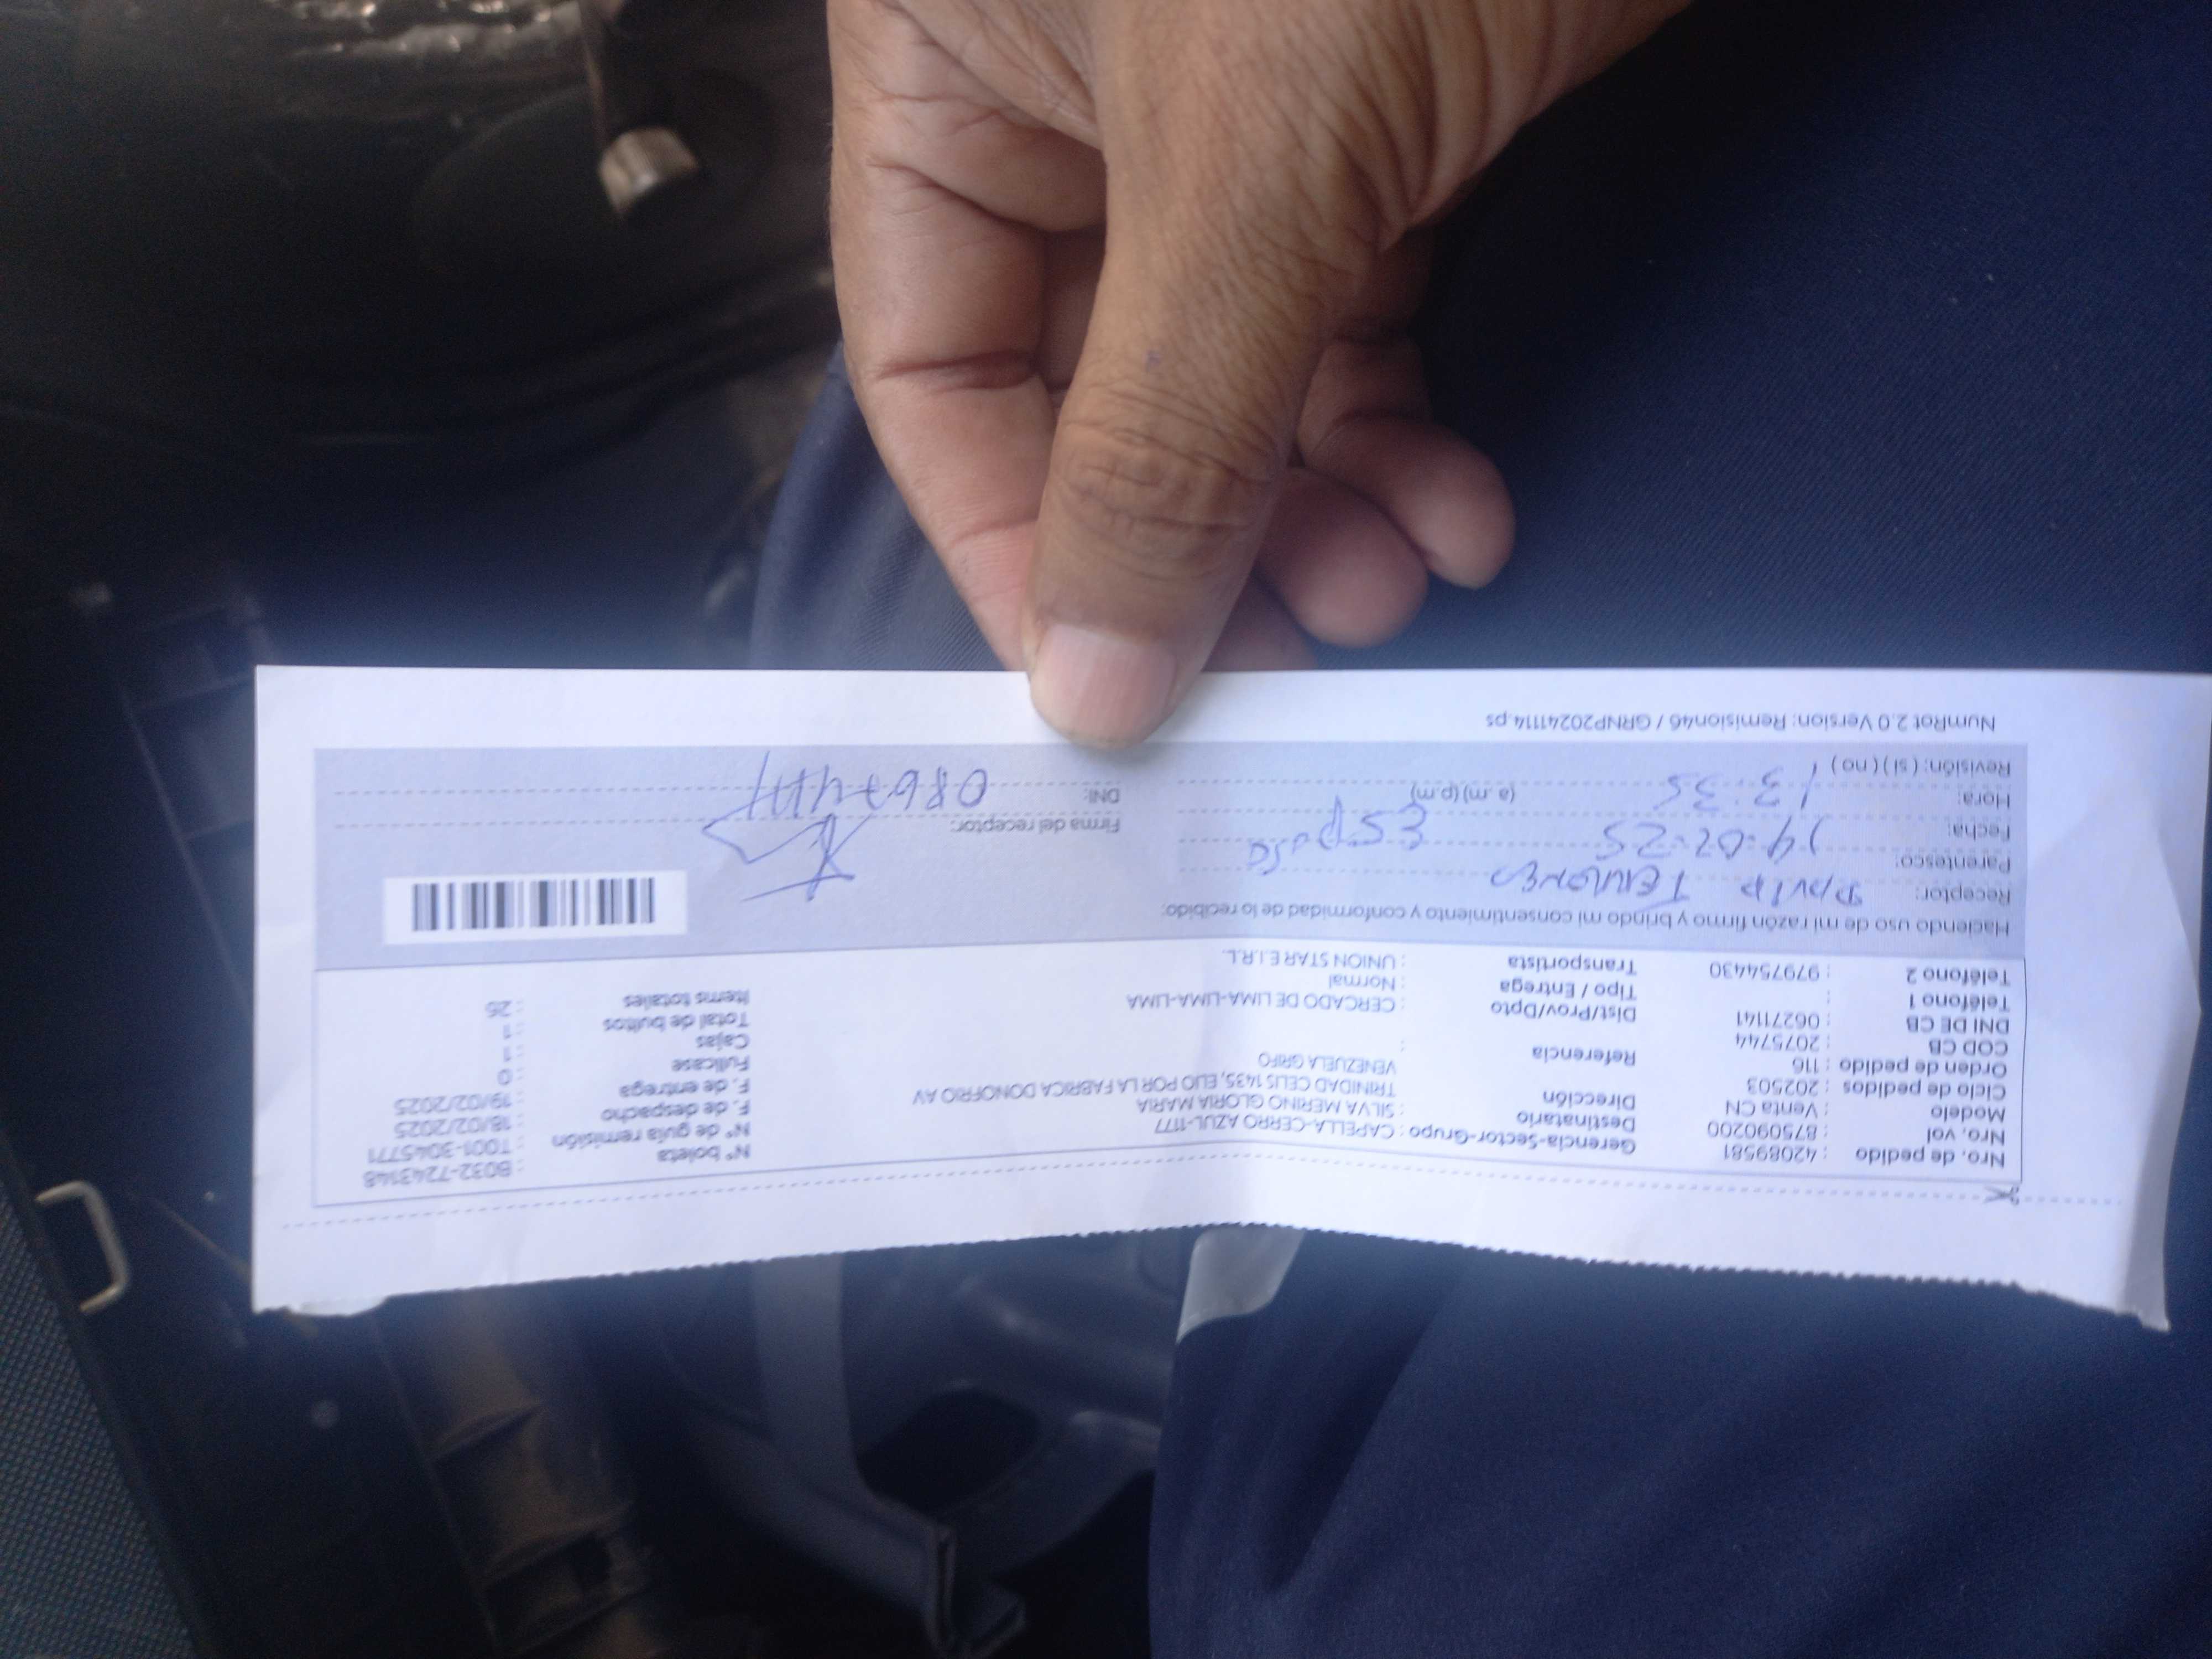 Nro. de pedido : 42089581 Gerencia-Sector-Grupo : CAPELLA-CERRO AZUL-1177 N° boleta : B032-7243148
Nro. vol : 875090200 Destinatario : SILVA MERINO GLORIA MARIA N° de guía remisión : T001-3045771
Modelo : Venta CN Dirección TRINIDAD CELIS 1435, ELIO POR LA FABRICA DONOFRIO AV F. de despacho : 18/02/2025
Ciclo de pedidos : 202503 VENEZUELA GRIFO F. de entrega : 19/02/2025
Orden de pedido : 116 Referencia : Fullcase : 0
COD CB : 2075744 Cajas : 1
DNI DE CB : 06271141 Dist/Prov/Dpto : CERCADO DE LIMA-LIMA-LIMA Total de bultos : 1
Teléfono 1 : Tipo / Entrega : Normal Items totales : 25
Teléfono 2 : 979754430 Transportista : UNION STAR E.I.R.L.
Haciendo uso de mi razón firmo y brindo mi consentimiento y conformidad de lo recibido:
Receptor: DAVID
Parentesco: Esposo
Fecha: 19-02-25 Firma del receptor:
Hora: 13:35 (a.m) (p.m) DNI:
Revisión: ( si ) ( no )
NumRot 2.0 Version: Remision46 / GRNP20241114.ps